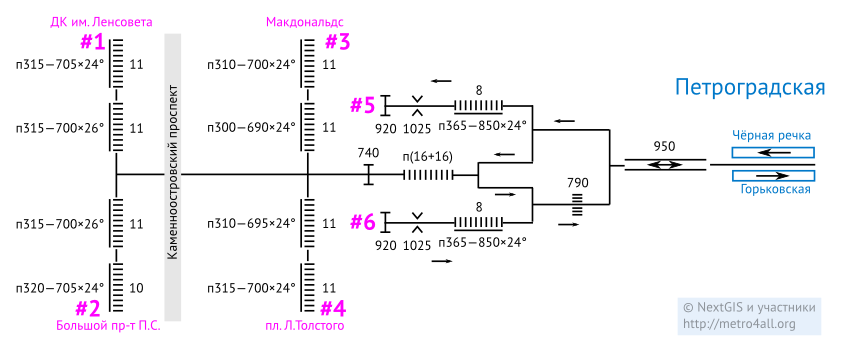 ДК им. Ленсовета
#1
п315—705×24°
11
п315—700×26°
11
п315—700×26°
11
п320—705×24°
10
#2
Большой пр-т П.С.
Каменноостровский проспект
Макдональдс
#3
п310—700×24°
11
п300—690×24°
11
п310—695×24°
11
п315—700×24°
11
#4
пл. Л.Толстого
740
п(16+16)
#5
920
1025
8
п365—850×24°
#6
920
1025
8
п365—850×24°
790
950
Петроградская
Чёрная речка
Горьковская
© NextGIS и участники
http://metro4all.org